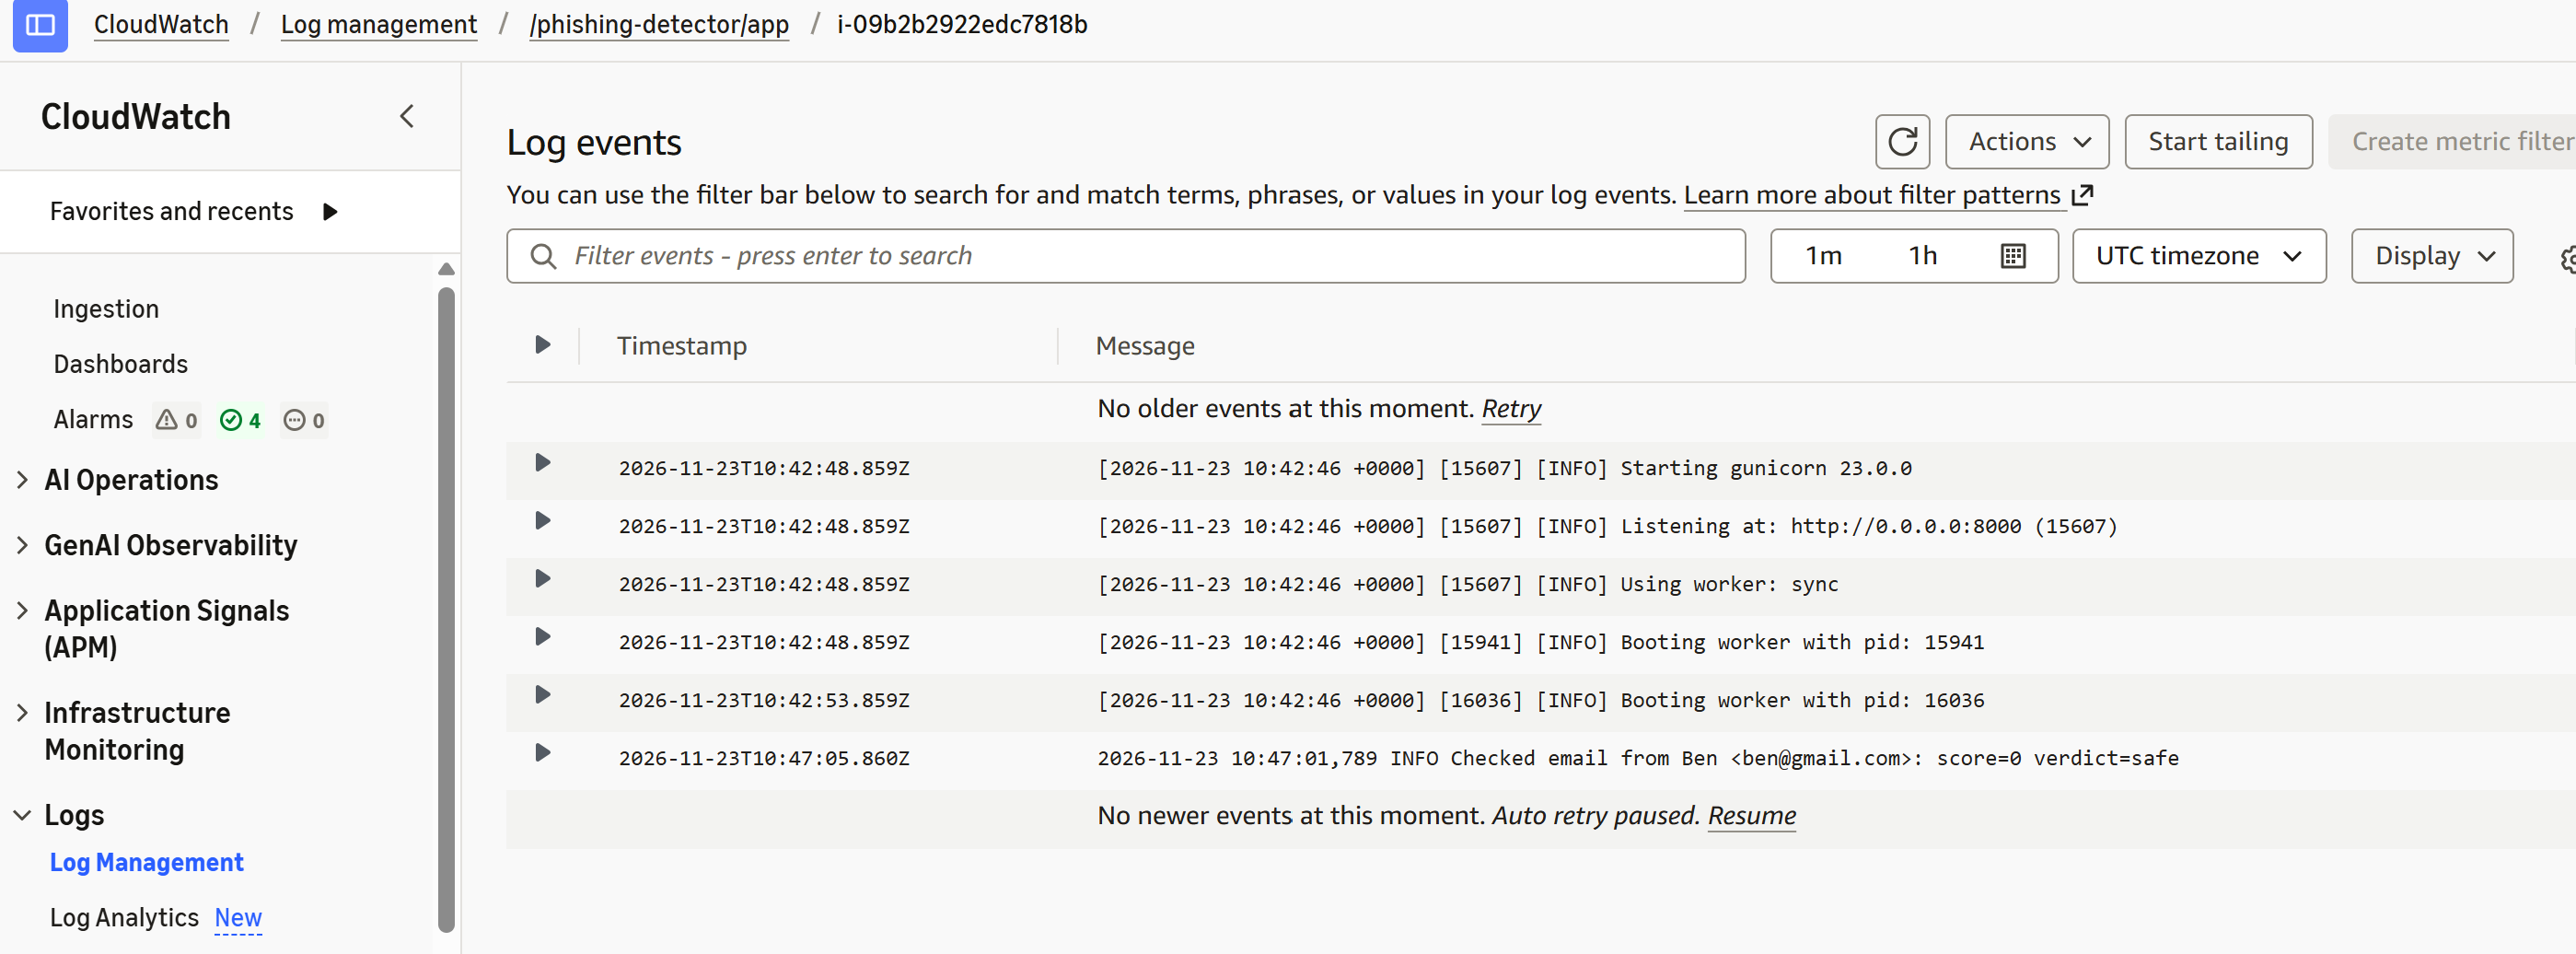 CloudWatch / Log management / /phishing-detector/app / i-09b2b2922edc7818b
CloudWatch
Favorites and recents
Ingestion
Dashboards
Alarms 0 4 0
AI Operations
GenAI Observability
Application Signals
(APM)
Infrastructure
Monitoring
Logs
Log Management
Log Analytics New
Log events
Actions
Start tailing
Create metric filter
You can use the filter bar below to search for and match terms, phrases, or values in your log events. Learn more about filter patterns
Filter events - press enter to search
1m 1h
UTC timezone
Display
Timestamp Message
No older events at this moment. Retry
2026-11-23T10:42:48.859Z [2026-11-23 10:42:46 +0000] [15607] [INFO] Starting gunicorn 23.0.0
2026-11-23T10:42:48.859Z [2026-11-23 10:42:46 +0000] [15607] [INFO] Listening at: http://0.0.0.0:8000 (15607)
2026-11-23T10:42:48.859Z [2026-11-23 10:42:46 +0000] [15607] [INFO] Using worker: sync
2026-11-23T10:42:48.859Z [2026-11-23 10:42:46 +0000] [15941] [INFO] Booting worker with pid: 15941
2026-11-23T10:42:53.859Z [2026-11-23 10:42:46 +0000] [16036] [INFO] Booting worker with pid: 16036
2026-11-23T10:47:05.860Z 2026-11-23 10:47:01,789 INFO Checked email from Ben <ben@gmail.com>: score=0 verdict=safe
No newer events at this moment. Auto retry paused. Resume